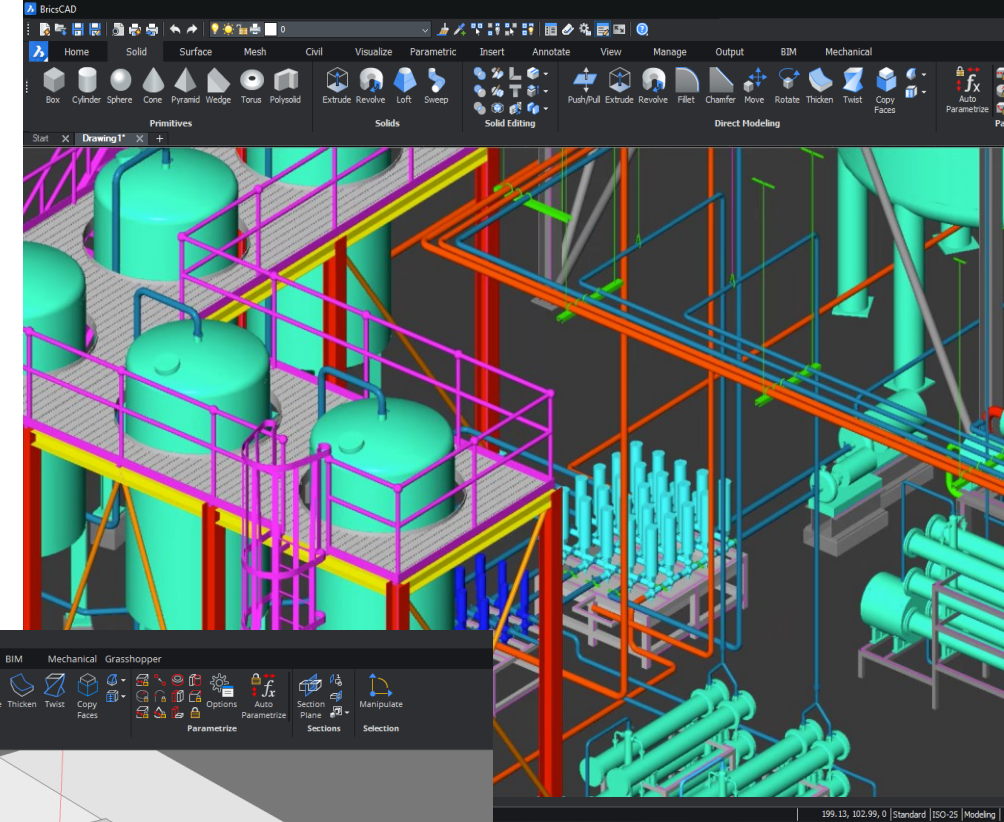 BricsCAD
0
Home Solid Surface Mesh Civil Visualize Parametric Insert Annotate View Manage Output BIM Mechanical
Box Cylinder Sphere Cone Pyramid Wedge Torus Polysolid Extrude Revolve Loft Sweep Push/Pull Extrude Revolve Fillet Chamfer Move Rotate Thicken Twist Copy Faces Auto Parametrize
Primitives Solids Solid Editing Direct Modeling
Start Drawing1* +
BIM Mechanical Grasshopper
Thicken Twist Copy Faces Options Auto Parametrize Section Plane Manipulate
Parametrize Sections Selection
199.13, 102.99, 0 Standard ISO-25 Modeling